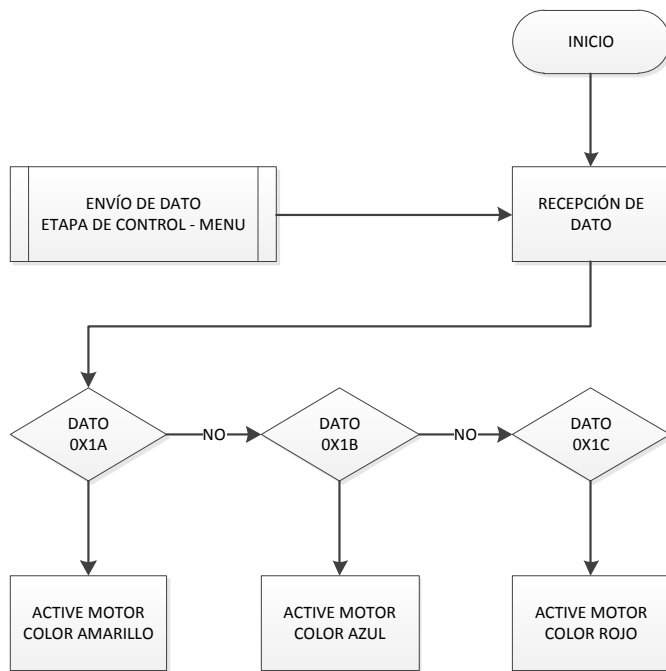 INICIO
ENVÍO DE DATO
ETAPA DE CONTROL - MENU
RECEPCIÓN DE
DATO
DATO
0X1A
NO
DATO
0X1B
NO
DATO
0X1C
ACTIVE MOTOR
COLOR AMARILLO
ACTIVE MOTOR
COLOR AZUL
ACTIVE MOTOR
COLOR ROJO